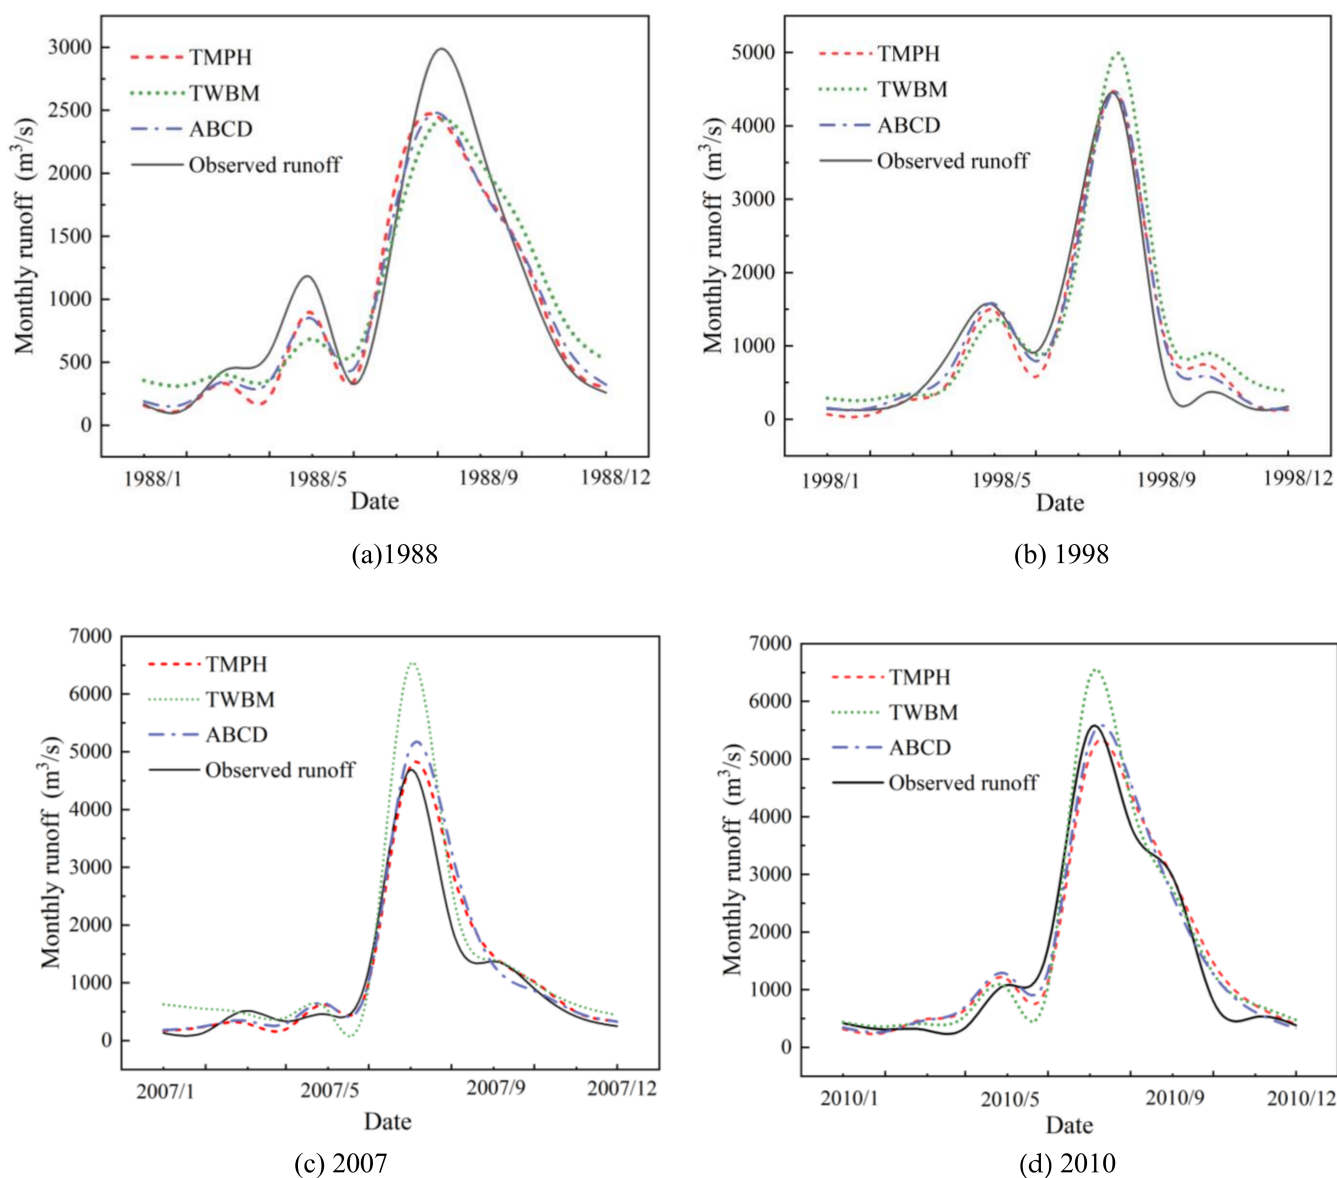 3000
2500
2000
1500
1000
500
0
Monthly runoff (m³/s)
TMPH
TWBM
ABCD
Observed runoff
1988/1
1988/5
1988/9
1988/12
Date
(a)1988
5000
4000
3000
2000
1000
0
Monthly runoff (m³/s)
TMPH
TWBM
ABCD
Observed runoff
1998/1
1998/5
1998/9
1998/12
Date
(b) 1998
7000
6000
5000
4000
3000
2000
1000
0
Monthly runoff (m³/s)
TMPH
TWBM
ABCD
Observed runoff
2007/1
2007/5
2007/9
2007/12
Date
(c) 2007
7000
6000
5000
4000
3000
2000
1000
0
Monthly runoff (m³/s)
TMPH
TWBM
ABCD
Observed runoff
2010/1
2010/5
2010/9
2010/12
Date
(d) 2010